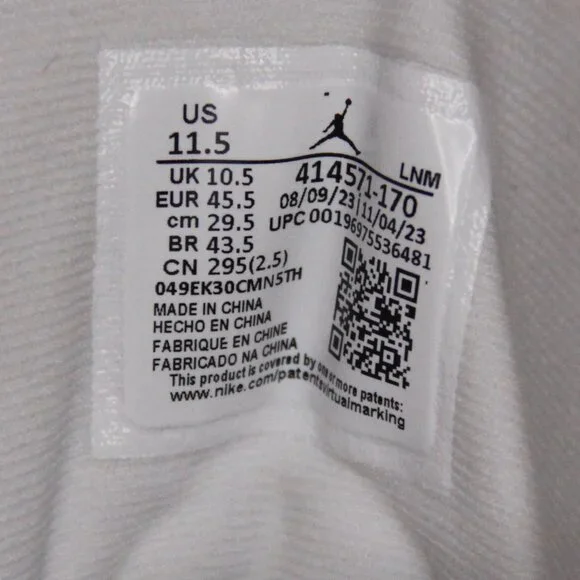 US
11.5
UK 10.5
EUR 45.5
cm 29.5
BR 43.5
CN 295(2.5)
049EK30CMN5TH
LNM
414571-170
08/09/23 11/04/23
UPC 00196975536481
MADE IN CHINA
HECHO EN CHINA
FABRIQUE EN CHINE
FABRICADO NA CHINA
This product is covered by one or more patents:
www.nike.com/patentsvirtualmarking